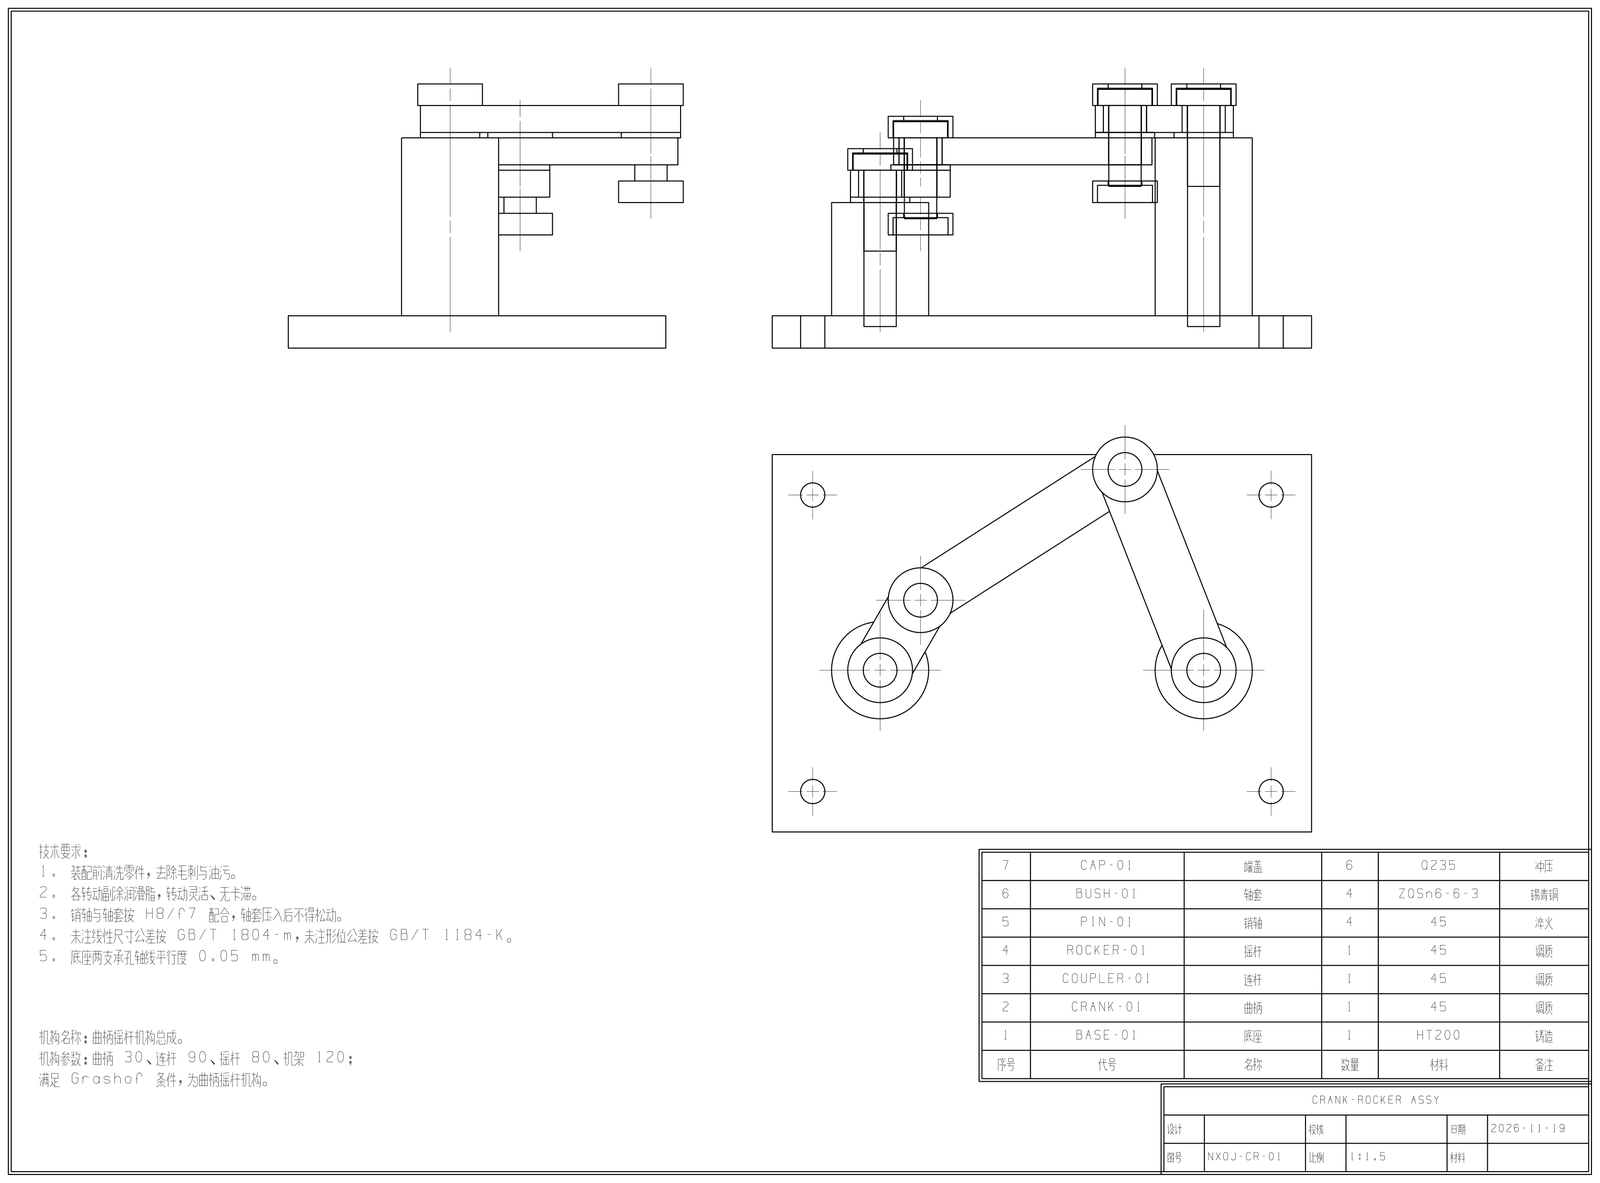 技术要求:
1. 装配前清洗零件,去除毛刺与油污。
2. 各转动副涂润滑脂,转动灵活、无卡滞。
3. 销轴与轴套按 H8/f7 配合,轴套压入后不得松动。
4. 未注线性尺寸公差按 GB/T 1804-m,未注形位公差按 GB/T 1184-K。
5. 底座两支承孔轴线平行度 0.05 mm。
机构名称:曲柄摇杆机构总成。
机构参数:曲柄 30、连杆 90、摇杆 80、机架 120;
满足 Grashof 条件,为曲柄摇杆机构。
7 CAP-01 端盖 6 Q235 冲压
6 BUSH-01 轴套 4 ZQSn6-6-3 锡青铜
5 PIN-01 销轴 4 45 淬火
4 ROCKER-01 摇杆 1 45 调质
3 COUPLER-01 连杆 1 45 调质
2 CRANK-01 曲柄 1 45 调质
1 BASE-01 底座 1 HT200 铸造
序号 代号 名称 数量 材料 备注
CRANK-ROCKER ASSY
设计 校核 日期 2026-11-19
图号 NXOJ-CR-01 比例 1:1.5 材料